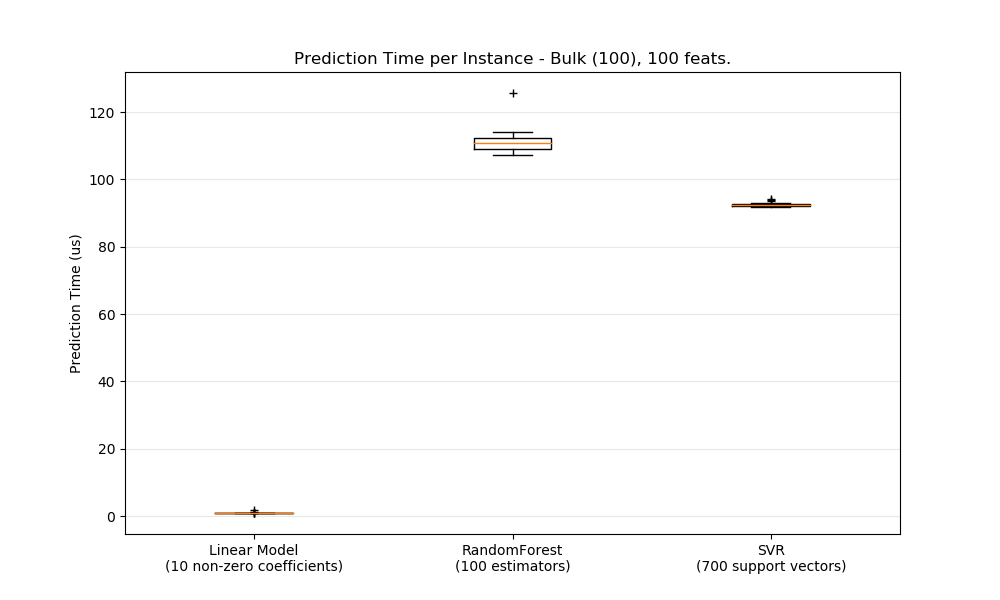 Prediction Time per Instance - Bulk (100), 100 feats.
Prediction Time (us)
120
100
80
60
40
20
0
Linear Model
(10 non-zero coefficients)
RandomForest
(100 estimators)
SVR
(700 support vectors)